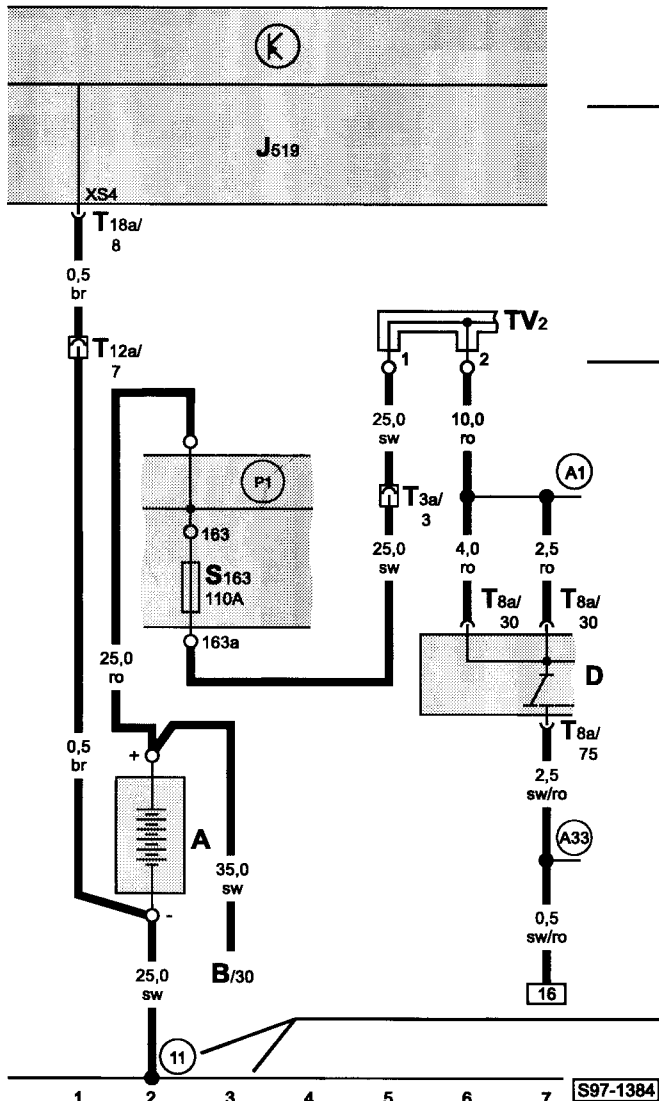 J519
XS4
T18a/
8
0,5
br
T12a/
7
TV2
1 2
25,0
sw
10,0
ro
P1
163
S163
110A
163a
T3a/
3
A1
25,0
sw
4,0
ro
2,5
ro
T8a/
30
T8a/
30
25,0
ro
D
T8a/
75
0,5
br
+
A
-
2,5
sw/ro
A33
35,0
sw
0,5
sw/ro
B/30
25,0
sw
16
11
1 2 3 4 5 6 7
S97-1384